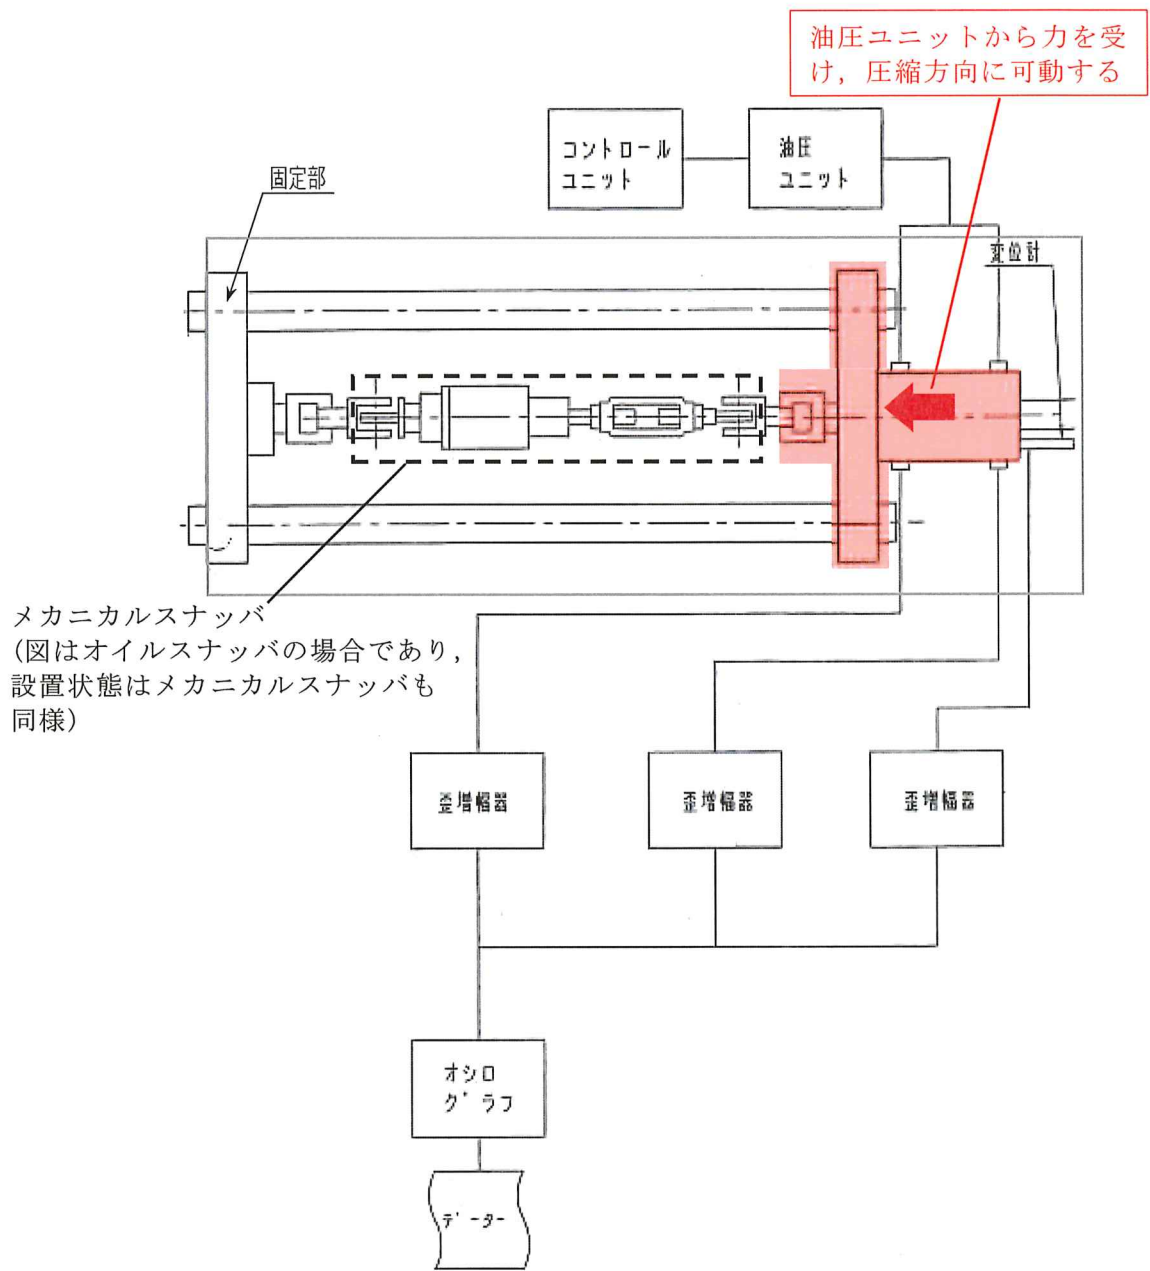 油圧ユニットから力を受
け，圧縮方向に可動する
コントロール
ユニット
油圧
ユニット
固定部
変位計
メカニカルスナッバ
(図はオイルスナッバの場合であり，
設置状態はメカニカルスナッバも
同様)
歪増幅器
歪増幅器
歪増幅器
オシロ
グラフ
データー